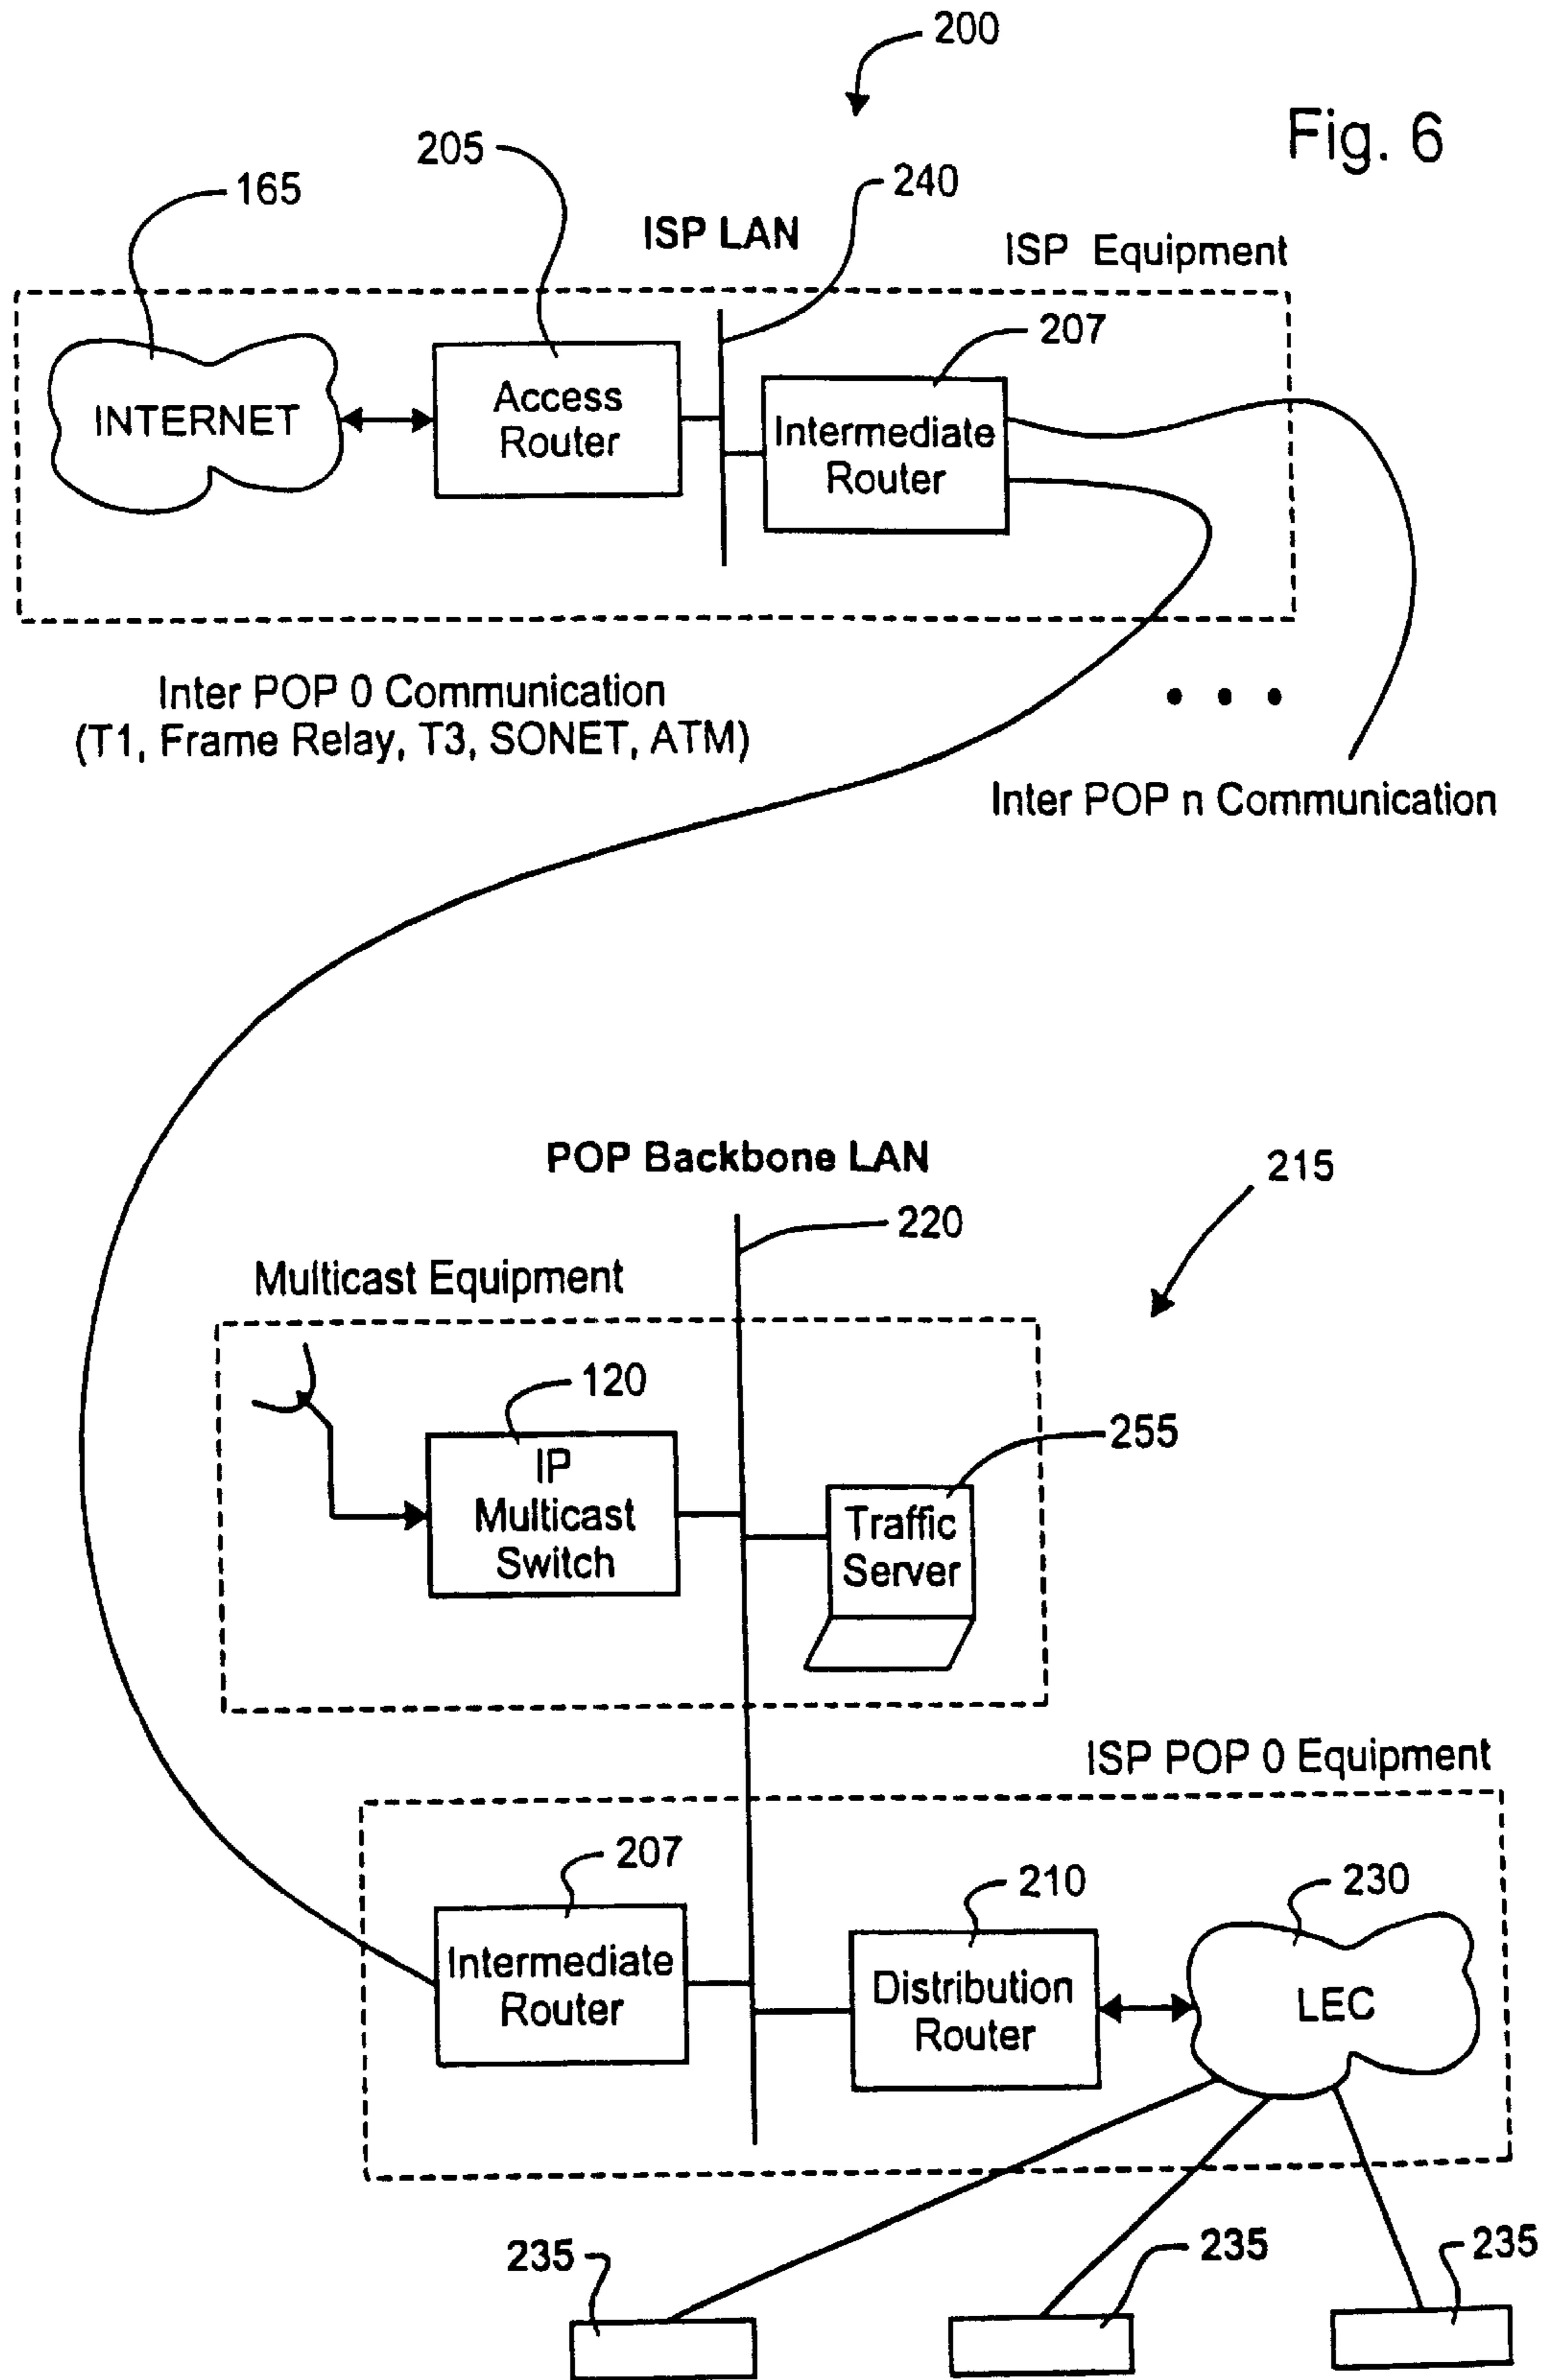 200
Fig. 6
205
165
240
ISP LAN
ISP Equipment
207
INTERNET
Access
Router
Intermediate
Router
Inter POP 0 Communication
(T1, Frame Relay, T3, SONET, ATM)
Inter POP n Communication
POP Backbone LAN
215
220
Multicast Equipment
120
255
IP
Multicast
Switch
Traffic
Server
ISP POP 0 Equipment
207
210
230
Intermediate
Router
Distribution
Router
LEC
235
235
235